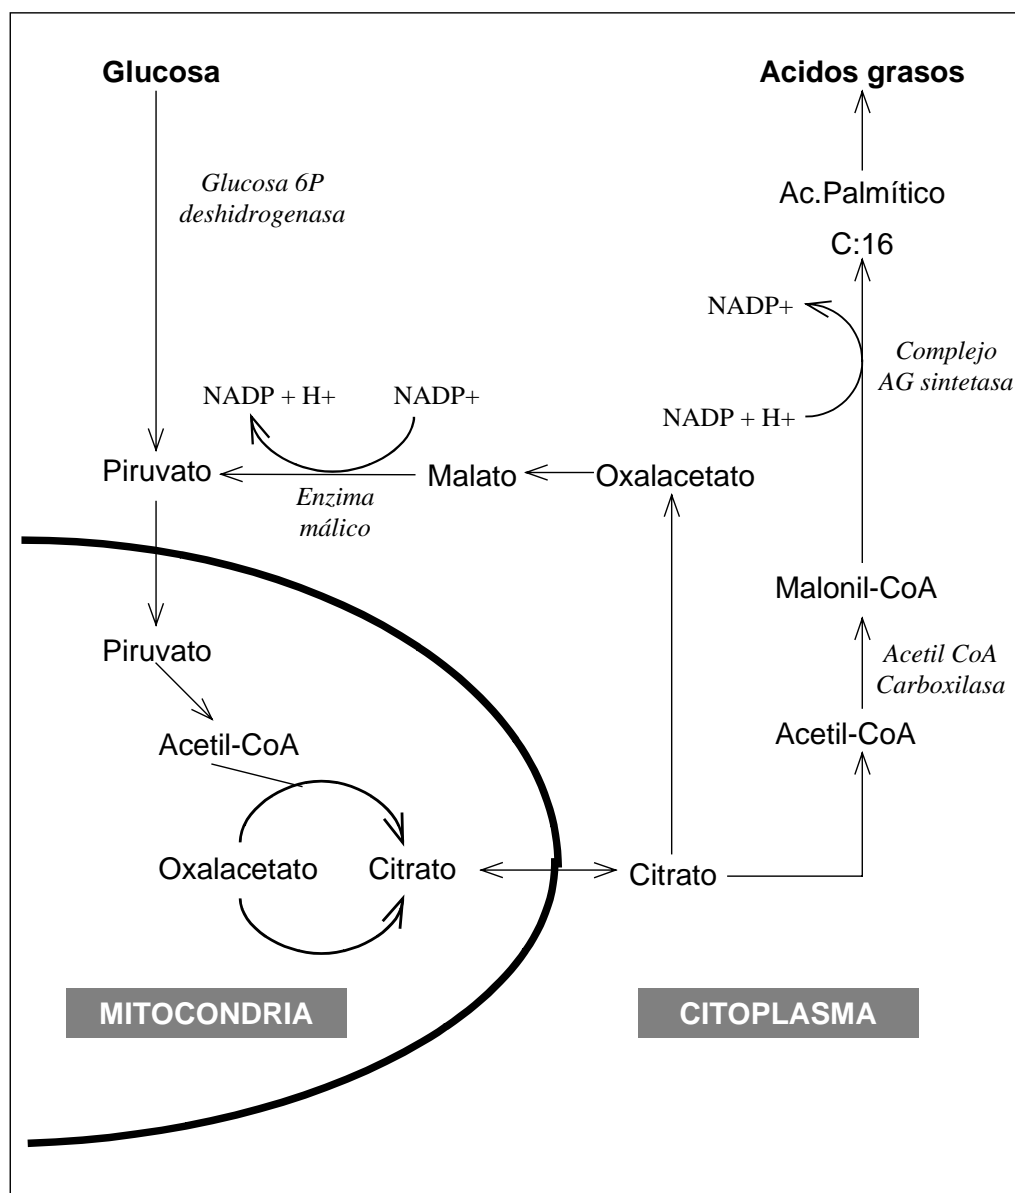 Glucosa
Acidos grasos
Glucosa 6P
deshidrogenasa
Ac.Palmítico
C:16
NADP+
Complejo
AG sintetasa
NADP + H+
NADP + H+
NADP+
Piruvato
Malato
Oxalacetato
Enzima
málico
Malonil-CoA
Piruvato
Acetil CoA
Carboxilasa
Acetil-CoA
Acetil-CoA
Oxalacetato
Citrato
Citrato
MITOCONDRIA
CITOPLASMA